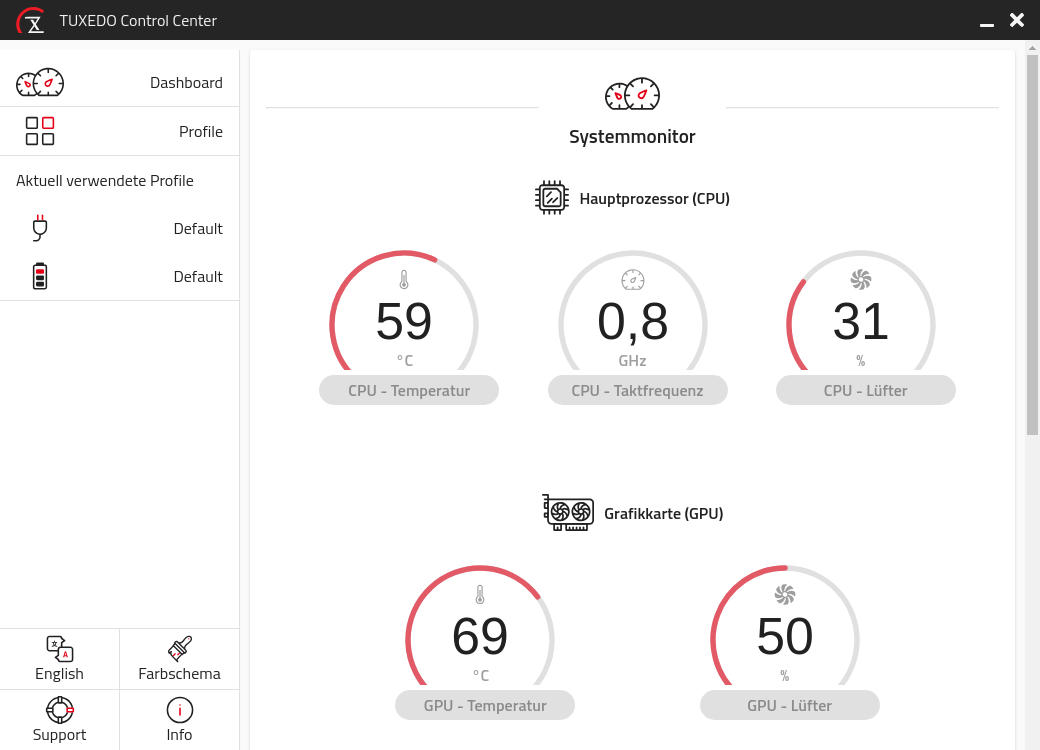 TUXEDO Control Center
Dashboard
Profile
Aktuell verwendete Profile
Default
Default
English
Farbschema
Support
Info
Systemmonitor
Hauptprozessor (CPU)
59
°C
CPU - Temperatur
0,8
GHz
CPU - Taktfrequenz
31
%
CPU - Lüfter
Grafikkarte (GPU)
69
°C
GPU - Temperatur
50
%
GPU - Lüfter